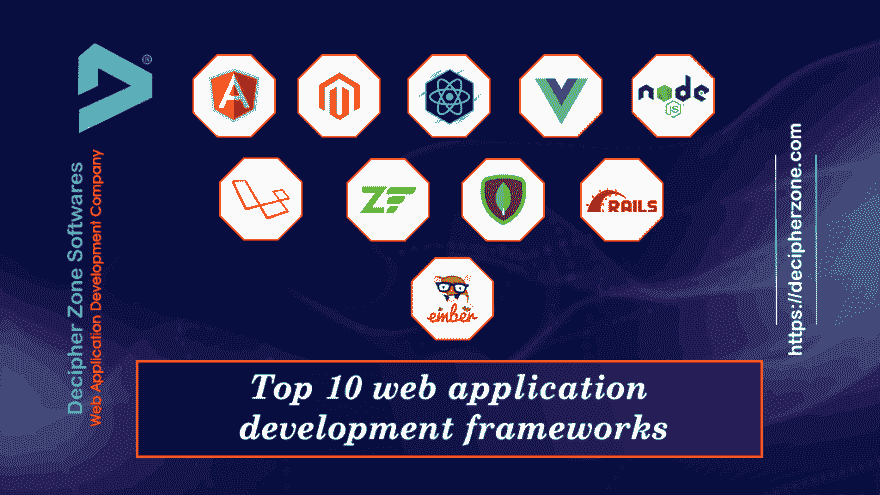 ®
node
JS
ZF
RAILS
ember
Decipher Zone Softwares
Web Application Development Company
https://decipherzone.com
Top 10 web application
development frameworks